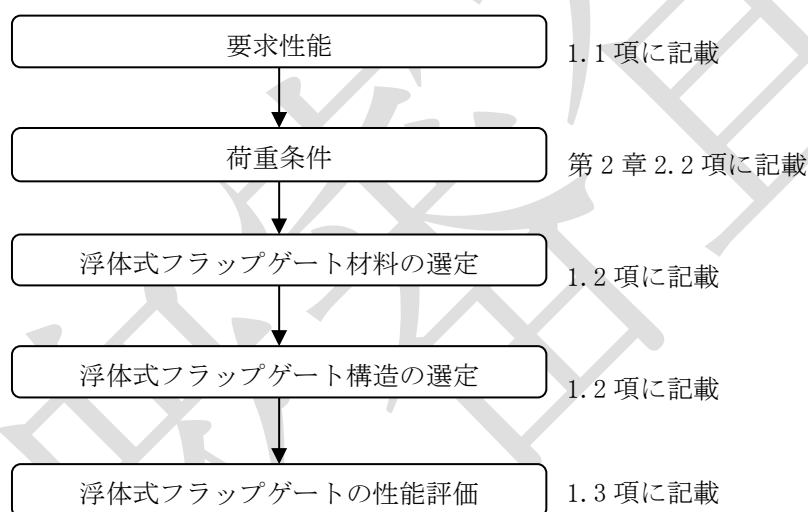 要求性能
1.1 項に記載
荷重条件
第 2 章 2.2 項に記載
浮体式フラップゲート材料の選定
1.2 項に記載
浮体式フラップゲート構造の選定
1.2 項に記載
浮体式フラップゲートの性能評価
1.3 項に記載